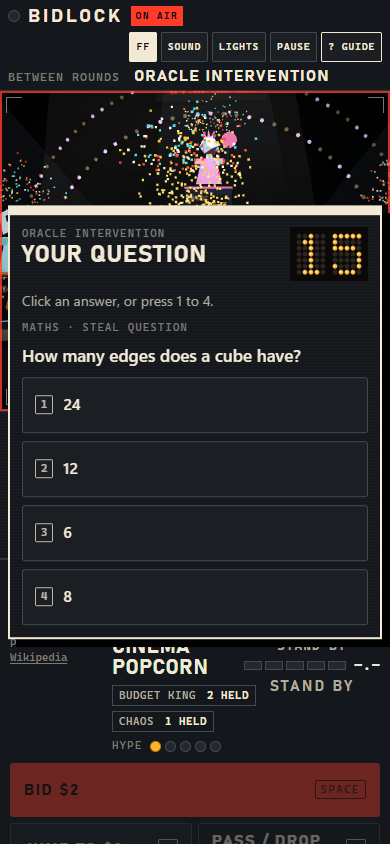 BIDLOCK ON AIR
FF SOUND LIGHTS PAUSE ? GUIDE
BETWEEN ROUNDS ORACLE INTERVENTION
ORACLE INTERVENTION
YOUR QUESTION
15
Click an answer, or press 1 to 4.
MATHS · STEAL QUESTION
How many edges does a cube have?
1 24
2 12
3 6
4 8
P
Wikipedia
CINEMA
POPCORN
STAND BY
-.-
STAND BY
BUDGET KING 2 HELD
CHAOS 1 HELD
HYPE
BID $2 SPACE
PASS / DROP